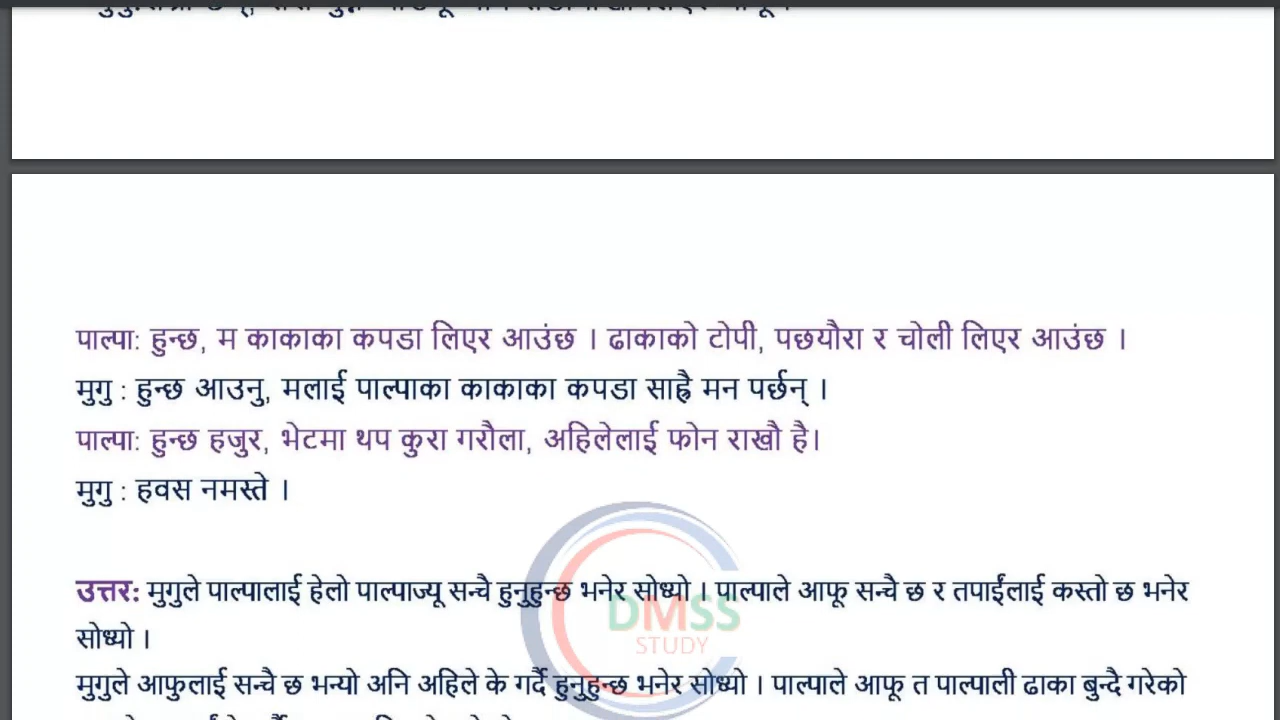 पाल्पा: हुन्छ, म काकाका कपडा लिएर आउंछ । ढाकाको टोपी, पछयौरा र चोली लिएर आउंछ ।
मुगु : हुन्छ आउनु, मलाई पाल्पाका काकाका कपडा साह्रै मन पर्छन् ।
पाल्पा: हुन्छ हजुर, भेटमा थप कुरा गरौला, अहिलेलाई फोन राखौ है।
मुगु : हवस नमस्ते ।
उत्तर: मुगुले पाल्पालाई हेलो पाल्पाज्यू सन्चै हुनुहुन्छ भनेर सोध्यो । पाल्पाले आफू सन्चै छ र तपाईंलाई कस्तो छ भनेर
सोध्यो ।
DMSS
STUDY
मुगुले आफुलाई सन्चै छ भन्यो अनि अहिले के गर्दै हुनुहुन्छ भनेर सोध्यो । पाल्पाले आफू त पाल्पाली ढाका बुन्दै गरेको